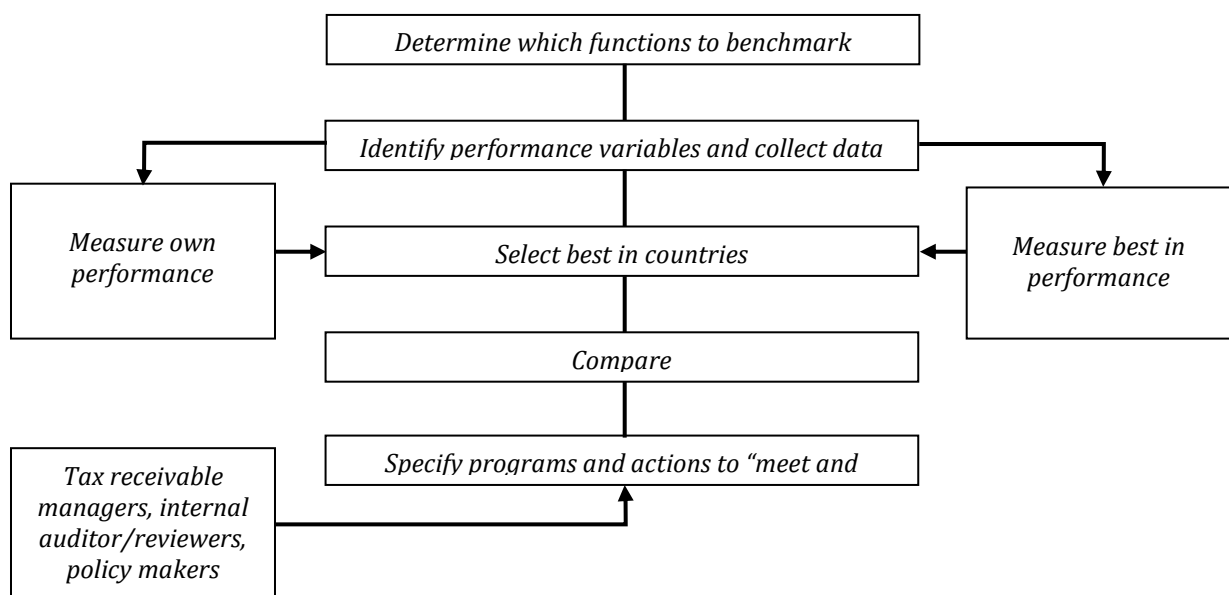 Determine which functions to benchmark
Identify performance variables and collect data
Measure own
performance
Select best in countries
Measure best in
performance
Compare
Specify programs and actions to “meet and
Tax receivable
managers, internal
auditor/reviewers,
policy makers